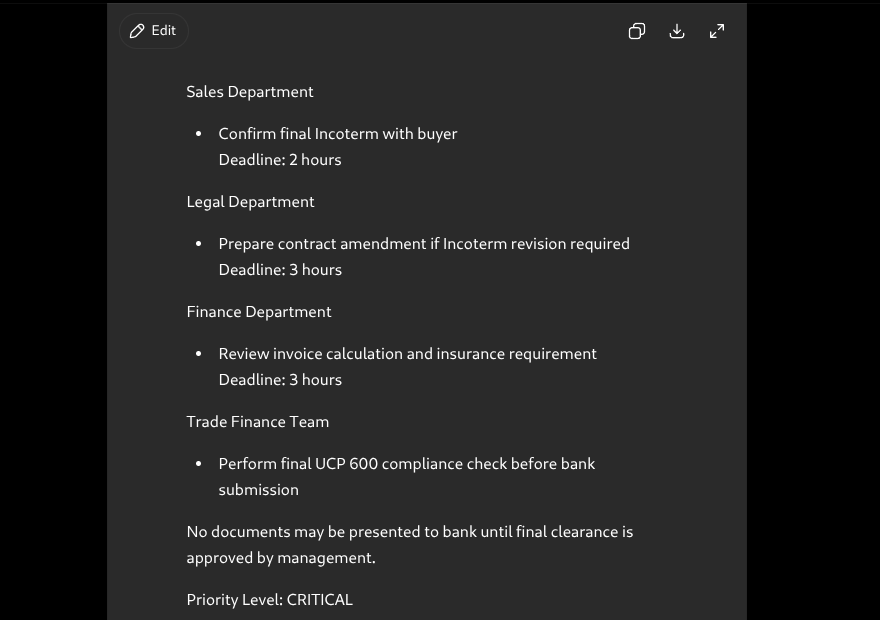 Edit
Sales Department
• Confirm final Incoterm with buyer
Deadline: 2 hours
Legal Department
• Prepare contract amendment if Incoterm revision required
Deadline: 3 hours
Finance Department
• Review invoice calculation and insurance requirement
Deadline: 3 hours
Trade Finance Team
• Perform final UCP 600 compliance check before bank
submission
No documents may be presented to bank until final clearance is
approved by management.
Priority Level: CRITICAL